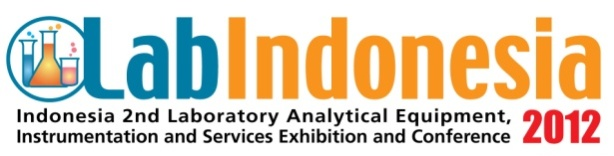 LabIndonesia
Indonesia 2nd Laboratory Analytical Equipment,
Instrumentation and Services Exhibition and Conference 2012